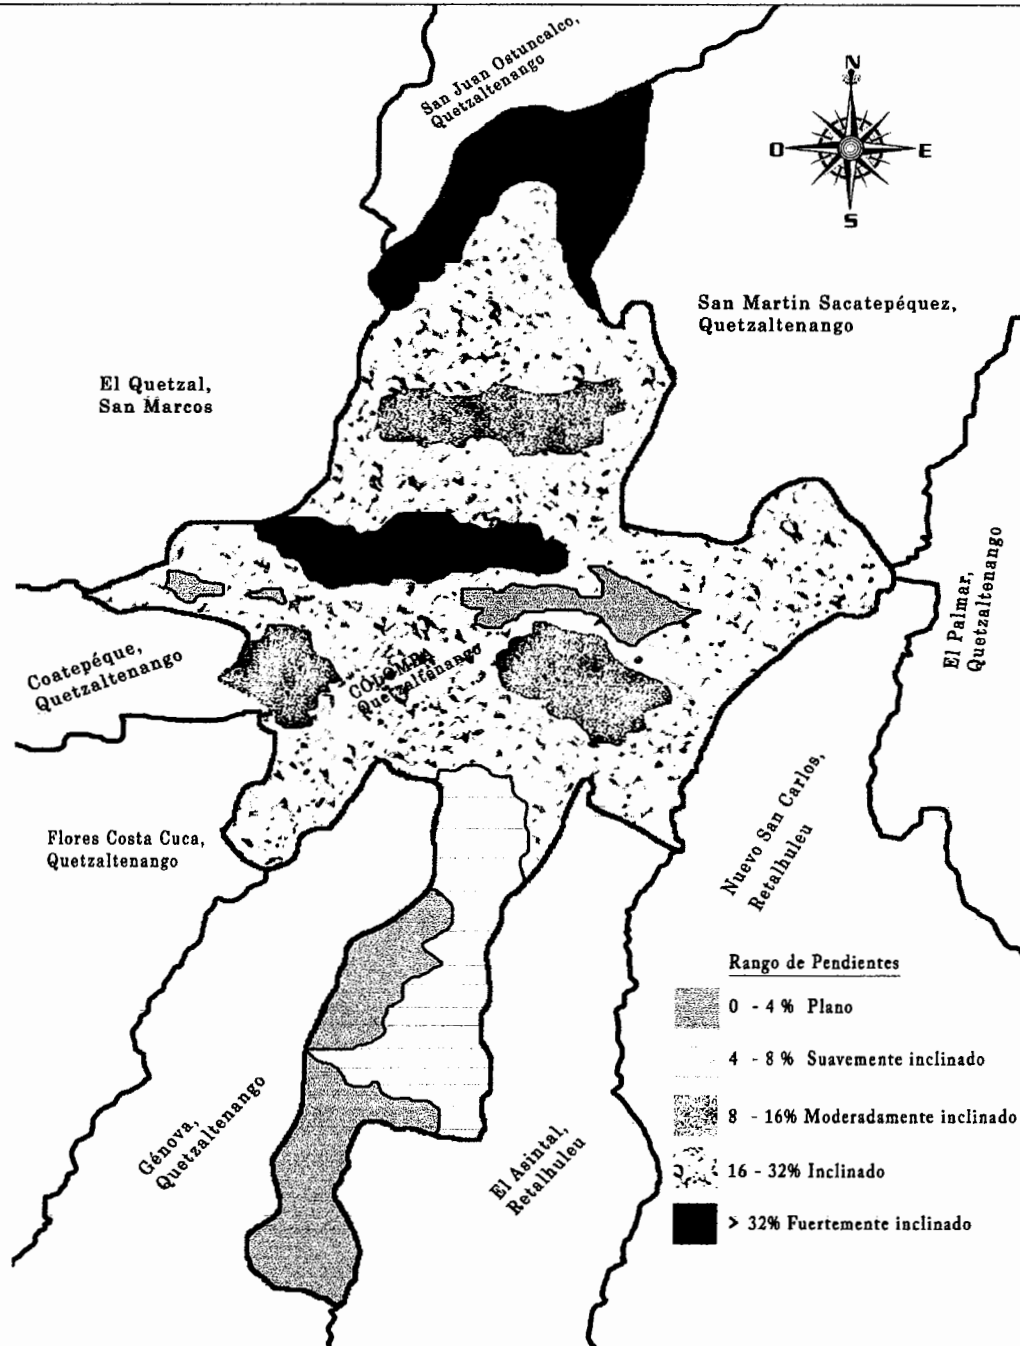 San Juan Ostuncalco,
Quetzaltenango
N
O
E
S
San Martin Sacatepéquez,
Quetzaltenango
El Quetzal,
San Marcos
El Palmar,
Quetzaltenango
Coatepéque,
Quetzaltenango
COLOMBA
Quetzaltenango
Flores Costa Cuca,
Quetzaltenango
Nuevo San Carlos,
Retalhuleu
Génova,
Quetzaltenango
El Asintal,
Retalhuleu
Rango de Pendientes
0 - 4 % Plano
4 - 8 % Suavemente inclinado
8 - 16% Moderadamente inclinado
16 - 32% Inclinado
> 32% Fuertemente inclinado